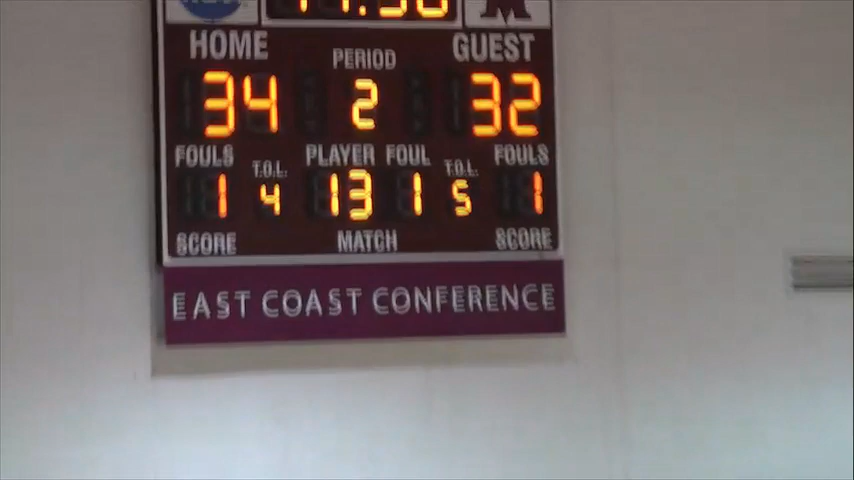 HOME PERIOD GUEST
34 2 32
FOULS T.O.L. PLAYER FOUL T.O.L. FOULS
1 4 13 1 5 1
SCORE MATCH SCORE
EAST COAST CONFERENCE